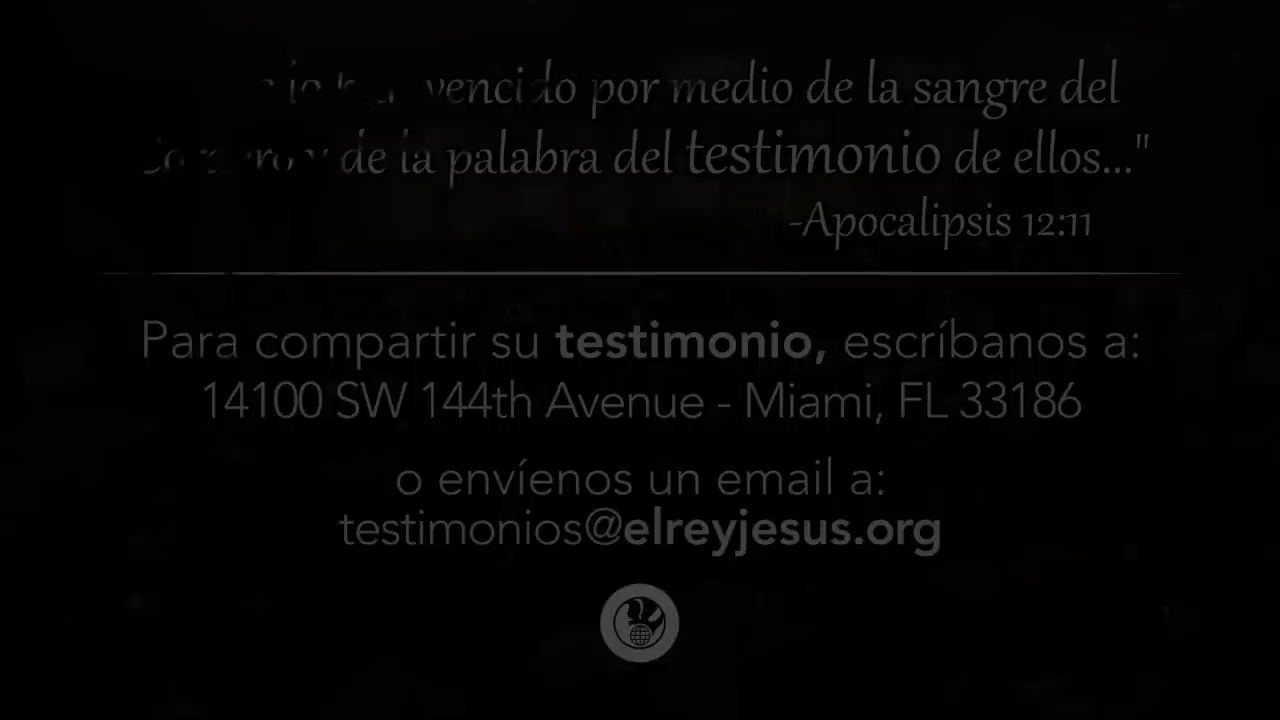 vencido por medio de la sangre del
de la palabra del testimonio de ellos..."
-Apocalipsis 12:11
Para compartir su testimonio, escríbanos a:
14100 SW 144th Avenue - Miami, FL 33186
o envíenos un email a:
testimonios@elreyjesus.org